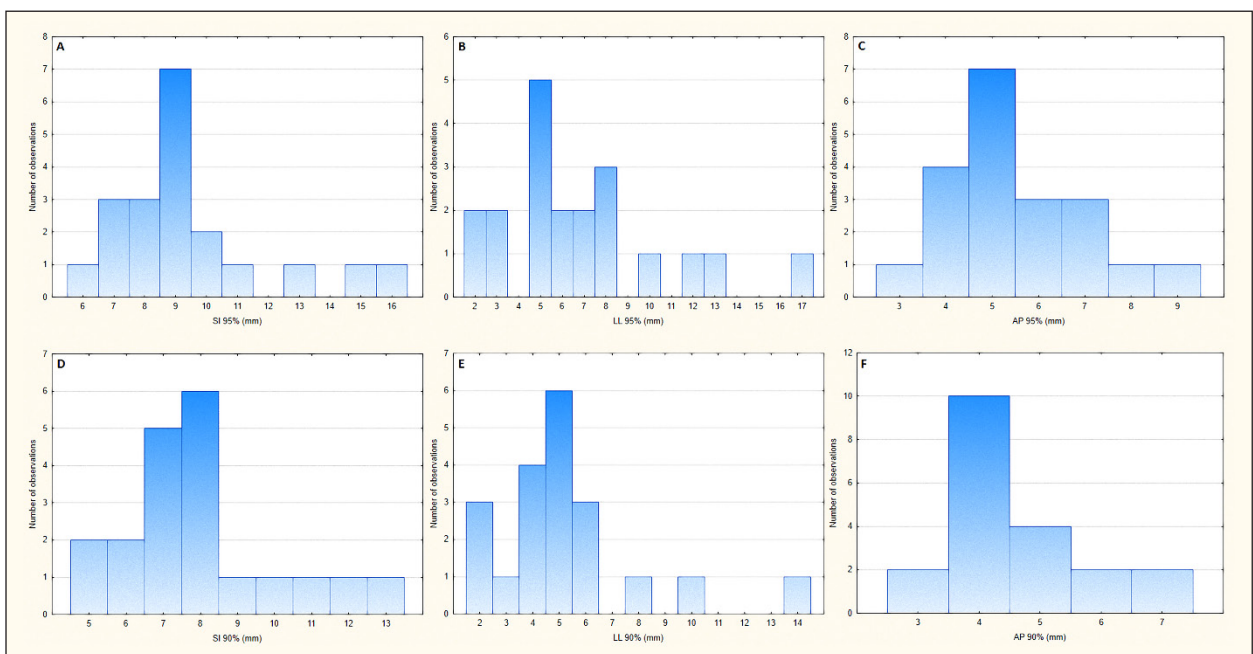 A
Number of observations
8
7
6
5
4
3
2
1
0
6 7 8 9 10 11 12 13 14 15 16
SI 95% (mm)
B
Number of observations
6
5
4
3
2
1
0
2 3 4 5 6 7 8 9 10 11 12 13 14 15 16 17
LL 95% (mm)
C
Number of observations
8
7
6
5
4
3
2
1
0
3 4 5 6 7 8 9
AP 95% (mm)
D
Number of observations
7
6
5
4
3
2
1
0
5 6 7 8 9 10 11 12 13
SI 90% (mm)
E
Number of observations
7
6
5
4
3
2
1
0
2 3 4 5 6 7 8 9 10 11 12 13 14
LL 90% (mm)
F
Number of observations
12
10
8
6
4
2
0
3 4 5 6 7
AP 90% (mm)